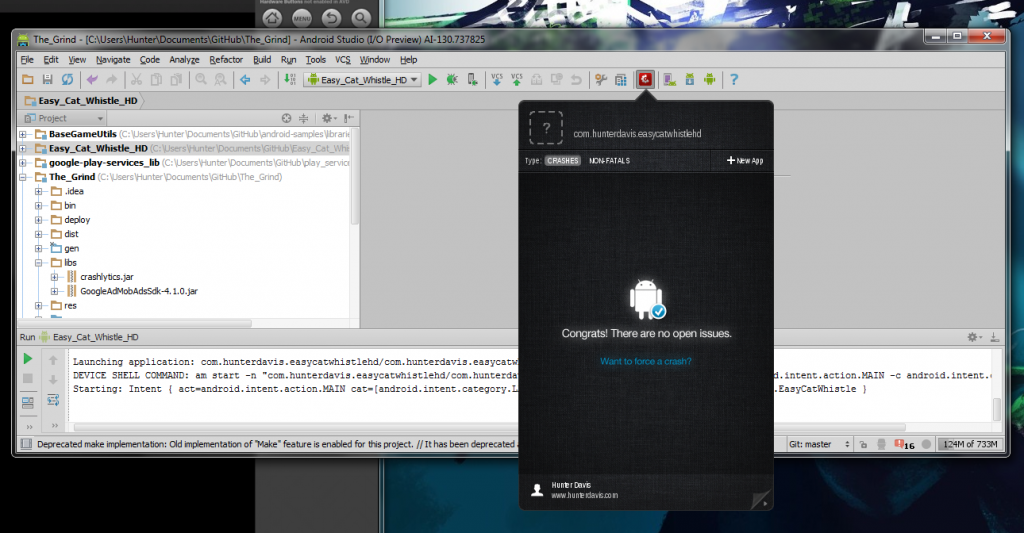 Hardware Buttons not enabled in AVD
MENU
The_Grind - [C:\Users\Hunter\Documents\GitHub\The_Grind] - Android Studio (I/O Preview) AI-130.737825
File Edit View Navigate Code Analyze Refactor Build Run Tools VCS Window Help
Easy_Cat_Whistle_HD
VCS VCS
?
Easy_Cat_Whistle_HD
Project
BaseGameUtils (C:\Users\Hunter\Documents\GitHub\android-samples\librarie
Easy_Cat_Whistle_HD (C:\Users\Hunter\Documents\GitHub\Easy_Cat_Whistle
google-play-services_lib (C:\Users\Hunter\Documents\GitHub\play_servic
The_Grind (C:\Users\Hunter\Documents\GitHub\The_Grind)
.idea
bin
deploy
dist
gen
libs
crashlytics.jar
GoogleAdMobAdsSdk-4.1.0.jar
res
?
com.hunterdavis.easycatwhistlehd
Type: CRASHES NON-FATALS + New App
Congrats! There are no open issues.
Want to force a crash?
Hunter Davis
www.hunterdavis.com
Run Easy_Cat_Whistle_HD
Launching application: com.hunterdavis.easycatwhistlehd/com.hunterdavis.easycatw
DEVICE SHELL COMMAND: am start -n "com.hunterdavis.easycatwhistlehd/com.hunterda d.intent.action.MAIN -c android.intent.c
Starting: Intent { act=android.intent.action.MAIN cat=[android.intent.category.L .EasyCatWhistle }
Deprecated make implementation: Old implementation of "Make" feature is enabled for this project. // It has been deprecated a
Git: master 16 124M of 733M